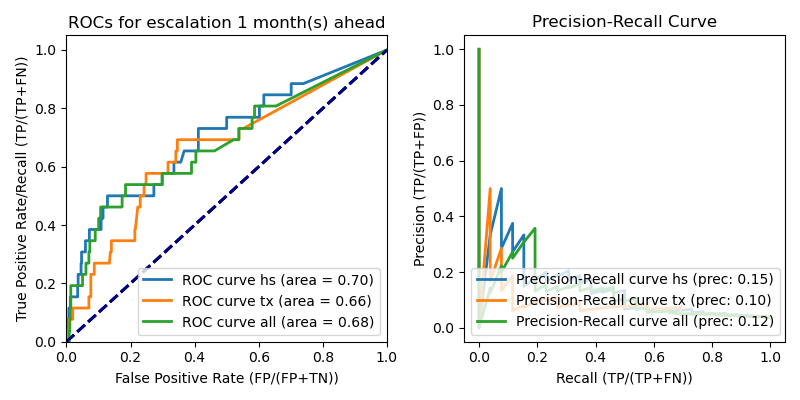 ROCs for escalation 1 month(s) ahead
True Positive Rate/Recall (TP/(TP+FN))
1.0
0.8
0.6
0.4
0.2
0.0
ROC curve hs (area = 0.70)
ROC curve tx (area = 0.66)
ROC curve all (area = 0.68)
0.0 0.2 0.4 0.6 0.8 1.0
False Positive Rate (FP/(FP+TN))
Precision-Recall Curve
Precision (TP/(TP+FP))
1.0
0.8
0.6
0.4
0.2
0.0
Precision-Recall curve hs (prec: 0.15)
Precision-Recall curve tx (prec: 0.10)
Precision-Recall curve all (prec: 0.12)
0.0 0.2 0.4 0.6 0.8 1.0
Recall (TP/(TP+FN))